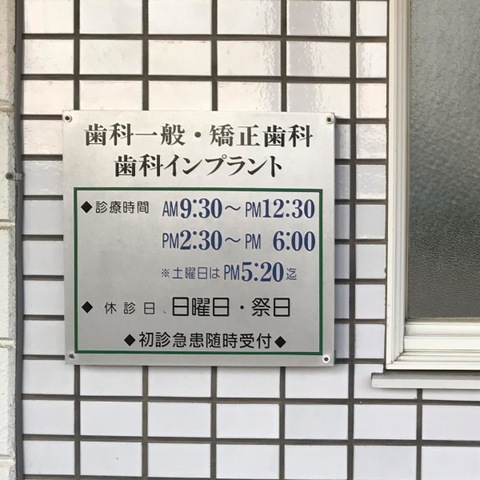 歯科一般・矯正歯科
歯科インプラント
◆診療時間 AM9:30～PM12:30
PM2:30～PM 6:00
※土曜日はPM5:20迄
◆休診日、日曜日・祭日
◆初診急患随時受付◆